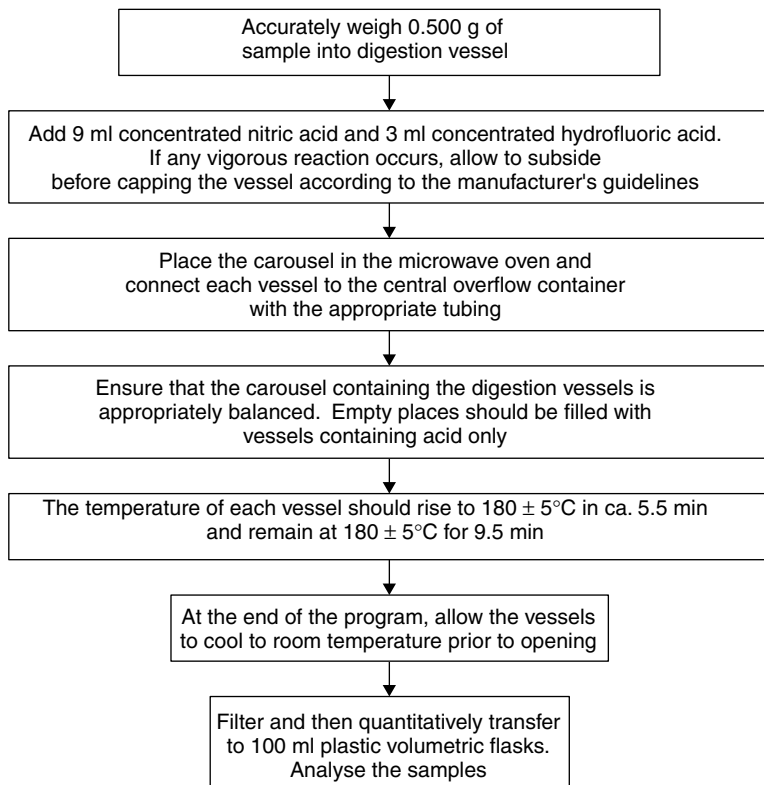 Accurately weigh 0.500 g of
sample into digestion vessel
Add 9 ml concentrated nitric acid and 3 ml concentrated hydrofluoric acid.
If any vigorous reaction occurs, allow to subside
before capping the vessel according to the manufacturer's guidelines
Place the carousel in the microwave oven and
connect each vessel to the central overflow container
with the appropriate tubing
Ensure that the carousel containing the digestion vessels is
appropriately balanced. Empty places should be filled with
vessels containing acid only
The temperature of each vessel should rise to 180 ± 5°C in ca. 5.5 min
and remain at 180 ± 5°C for 9.5 min
At the end of the program, allow the vessels
to cool to room temperature prior to opening
Filter and then quantitatively transfer
to 100 ml plastic volumetric flasks.
Analyse the samples